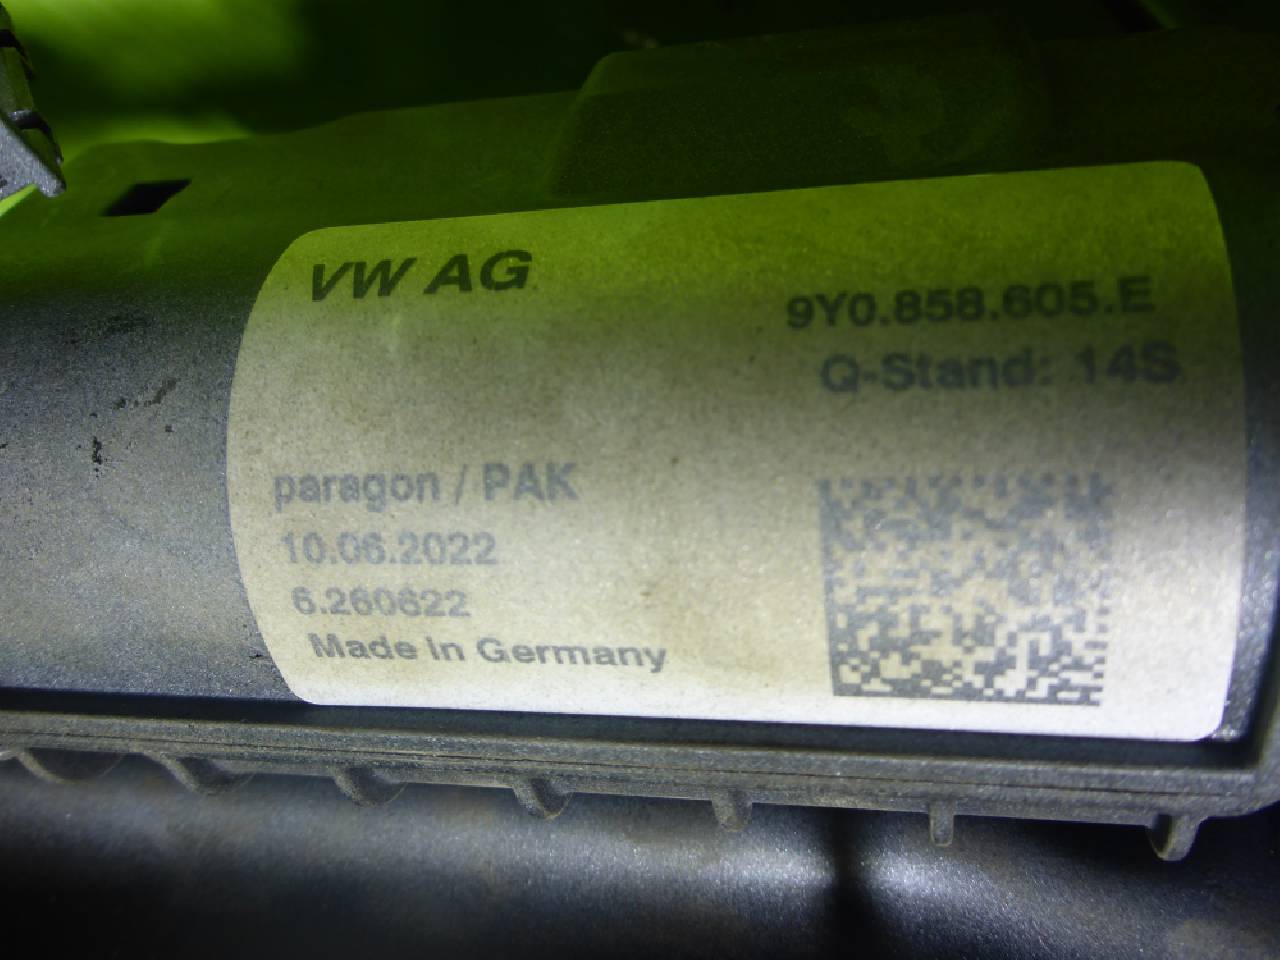 VW AG
9Y0.858.605.E
Q-Stand: 14S
paragon / PAK
10.06.2022
6.260622
Made in Germany